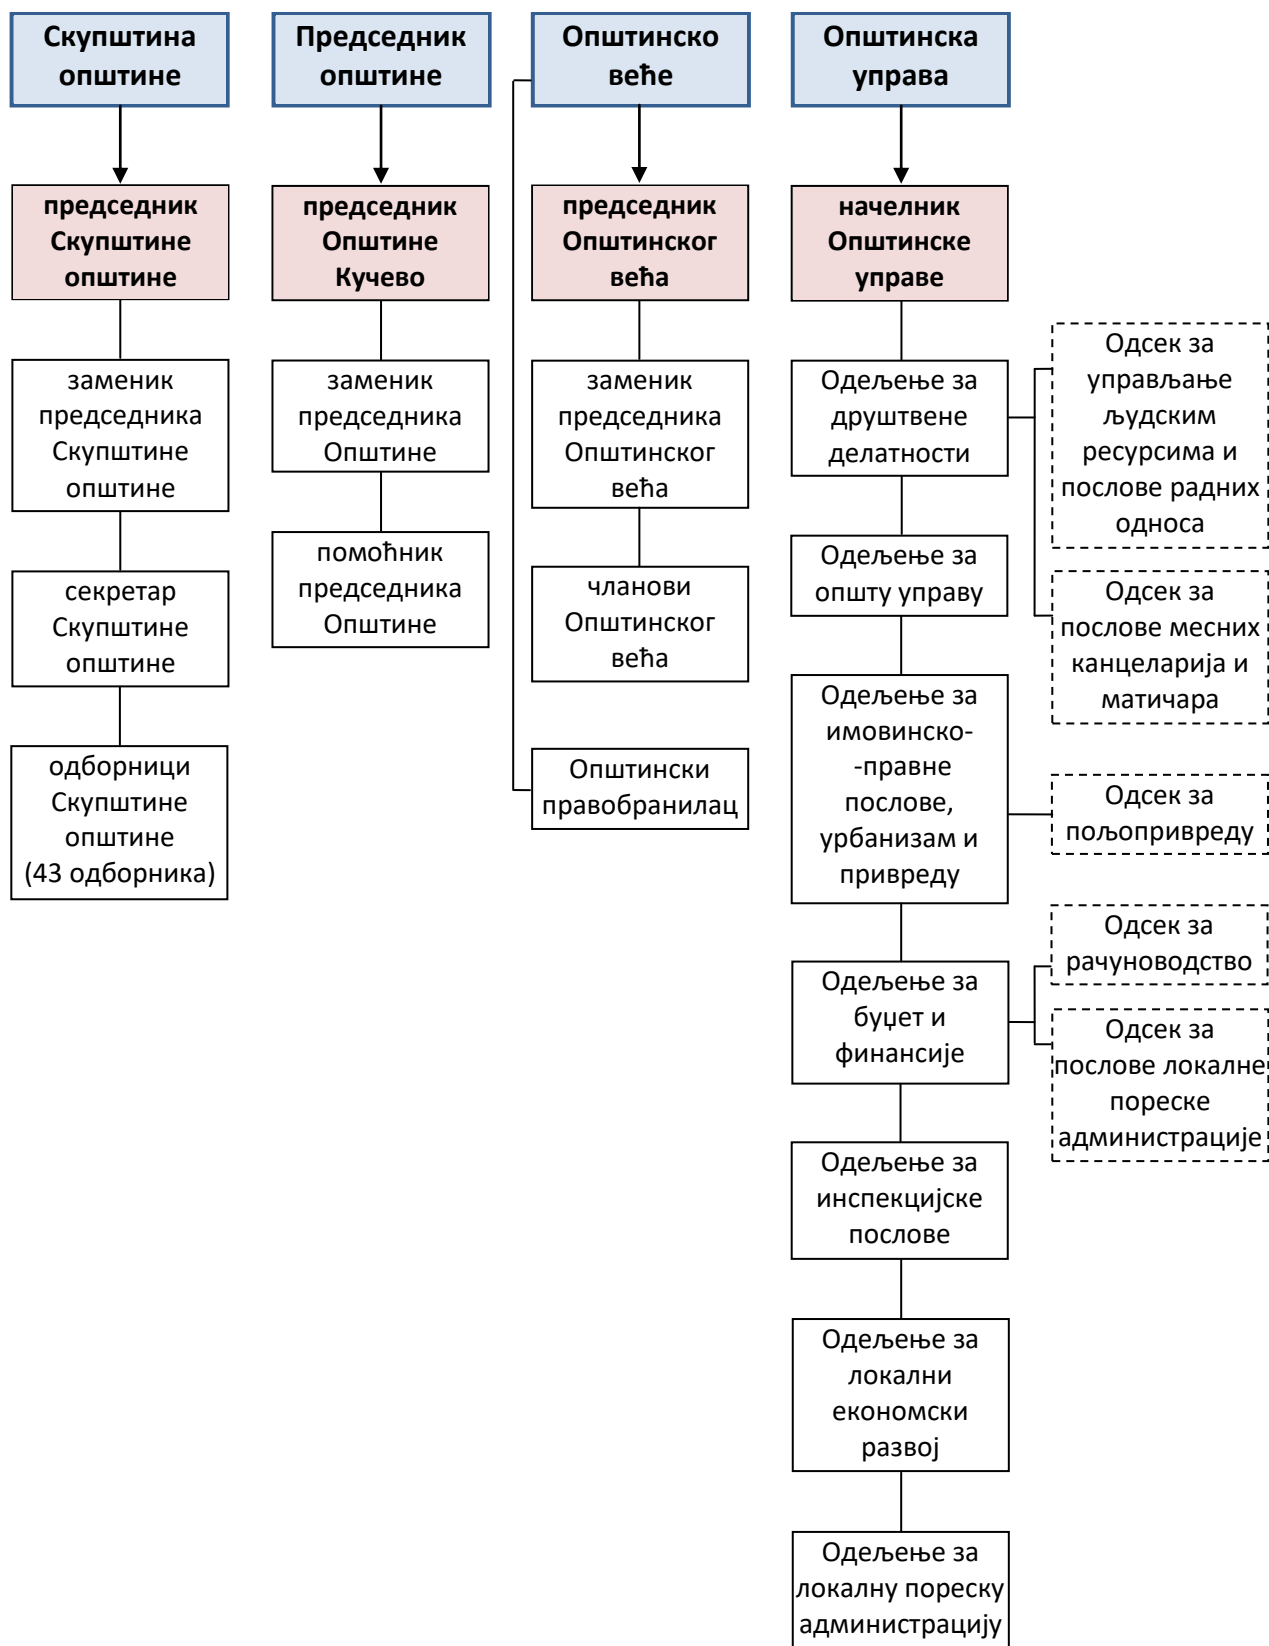 Скупштина
општине
председник
Скупштине
општине
заменик
председника
Скупштине
општине
секретар
Скупштине
општине
одборници
Скупштине
општине
(43 одборника)
Председник
општине
председник
Општине
Кучево
заменик
председника
Општине
помоћник
председника
Општине
Општинско
веће
председник
Општинског
већа
заменик
председника
Општинског
већа
чланови
Општинског
већа
Општински
правобранилац
Општинска
управа
начелник
Општинске
управе
Одељење за
друштвене
делатности
Одсек за
управљање
људским
ресурсима и
послове радних
односа
Одсек за
послове месних
канцеларија и
матичара
Одељење за
општу управу
Одељење за
имовинско-
-правне
послове,
урбанизам и
привреду
Одсек за
пољопривреду
Одељење за
буџет и
финансије
Одсек за
рачуноводство
Одсек за
послове локалне
пореске
администрације
Одељење за
инспекцијске
послове
Одељење за
локални
економски
развој
Одељење за
локалну пореску
администрацију